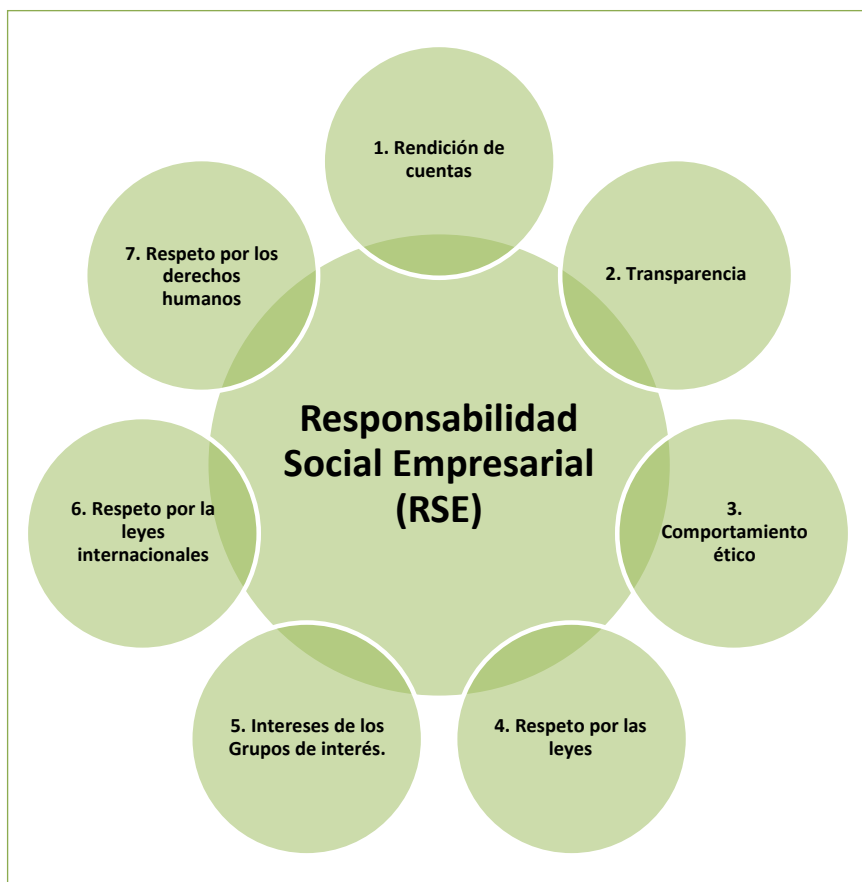 1. Rendición de
cuentas
2. Transparencia
3.
Comportamiento
ético
4. Respeto por las
leyes
5. Intereses de los
Grupos de interés.
6. Respeto por la
leyes
internacionales
7. Respeto por los
derechos
humanos
Responsabilidad
Social Empresarial
(RSE)